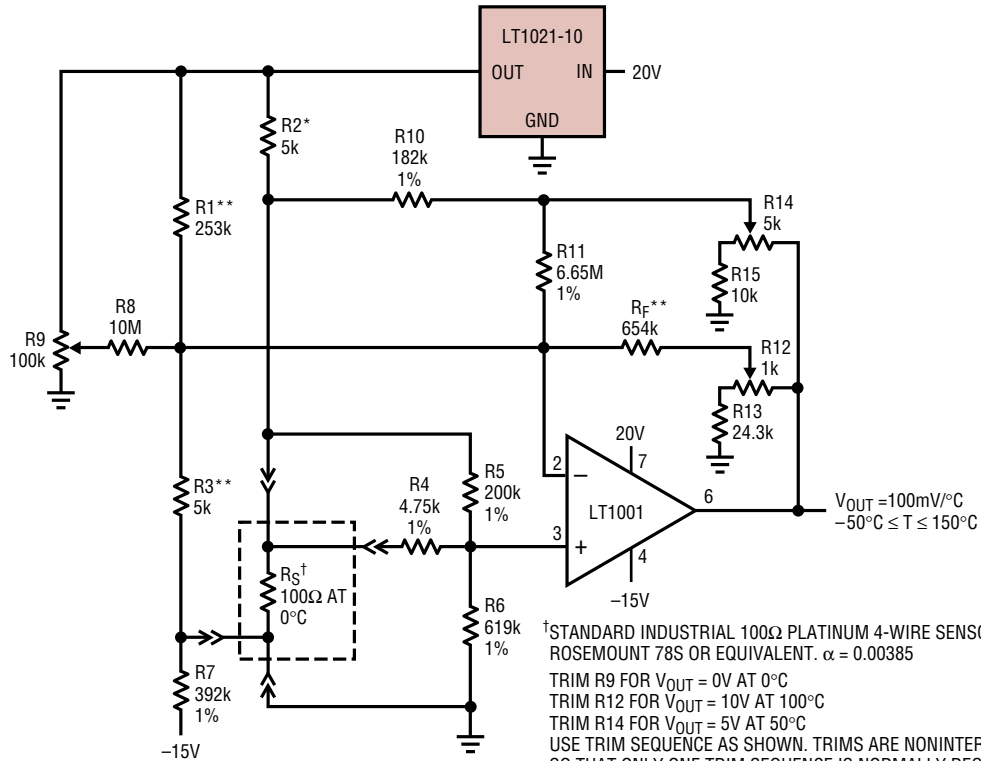 LT1021-10
OUT
IN
20V
GND
R2*
5k
R10
182k
1%
R14
5k
R1**
253k
R11
6.65M
1%
R15
10k
R8
10M
RF**
654k
R9
100k
R12
1k
R13
24.3k
20V
7
R3**
5k
R4
4.75k
1%
R5
200k
1%
2
–
LT1001
6
VOUT =100mV/°C
–50°C ≤ T ≤ 150°C
3
+
4
–15V
RS†
100Ω AT
0°C
R6
619k
1%
R7
392k
1%
–15V
†STANDARD INDUSTRIAL 100Ω PLATINUM 4-WIRE
ROSEMOUNT 78S OR EQUIVALENT. α = 0.00385
TRIM R9 FOR VOUT = 0V AT 0°C
TRIM R12 FOR VOUT = 10V AT 100°C
TRIM R14 FOR VOUT = 5V AT 50°C
USE TRIM SEQUENCE AS SHOWN. TRIMS ARE